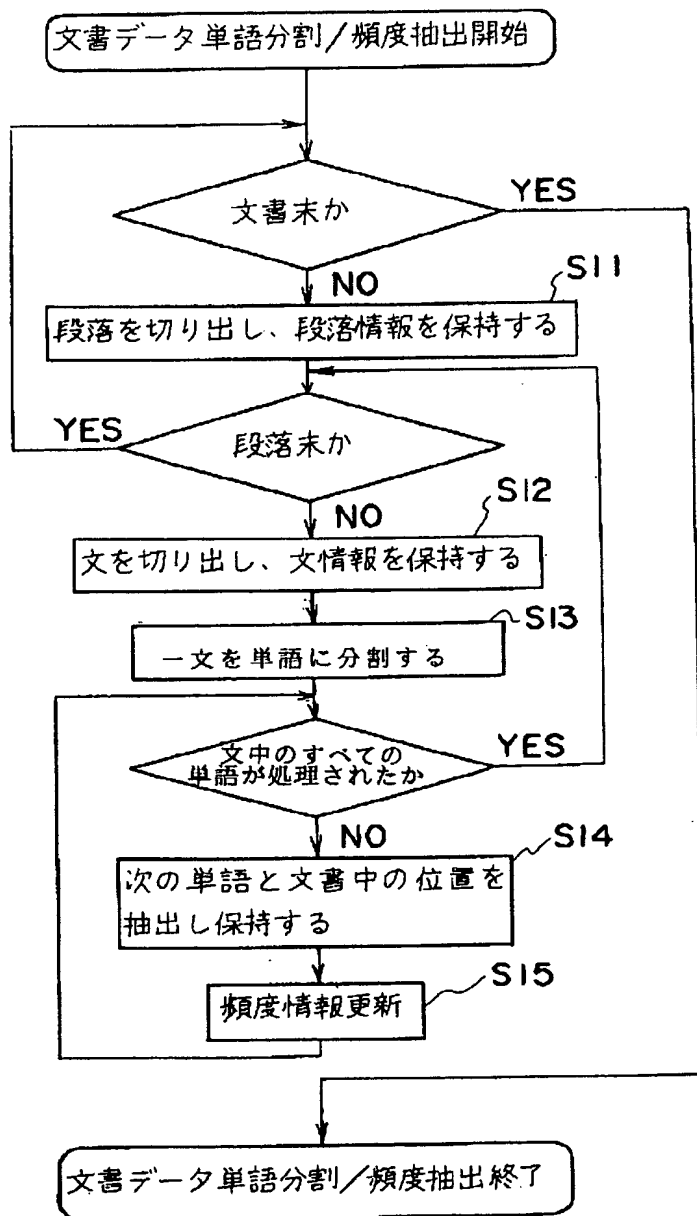 文書データ単語分割/頻度抽出開始
文書末か
YES
NO
S11
段落を切り出し、段落情報を保持する
YES
段落末か
NO
S12
文を切り出し、文情報を保持する
S13
一文を単語に分割する
文中のすべての
単語が処理されたか
YES
NO
S14
次の単語と文書中の位置を
抽出し保持する
S15
頻度情報更新
文書データ単語分割/頻度抽出終了